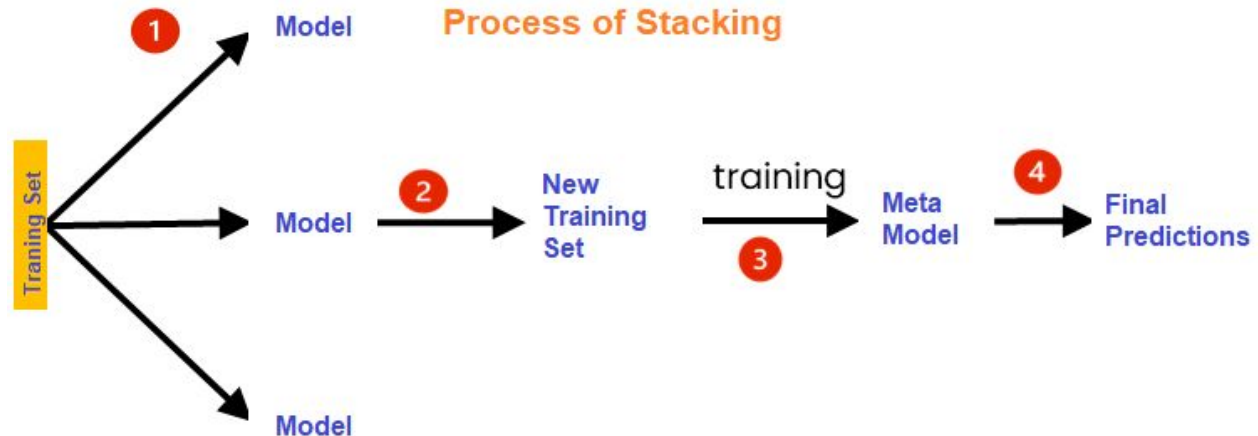 Process of Stacking
1
Model
Traning Set
Model
2
New
Training
Set
training
3
Meta
Model
4
Final
Predictions
Model